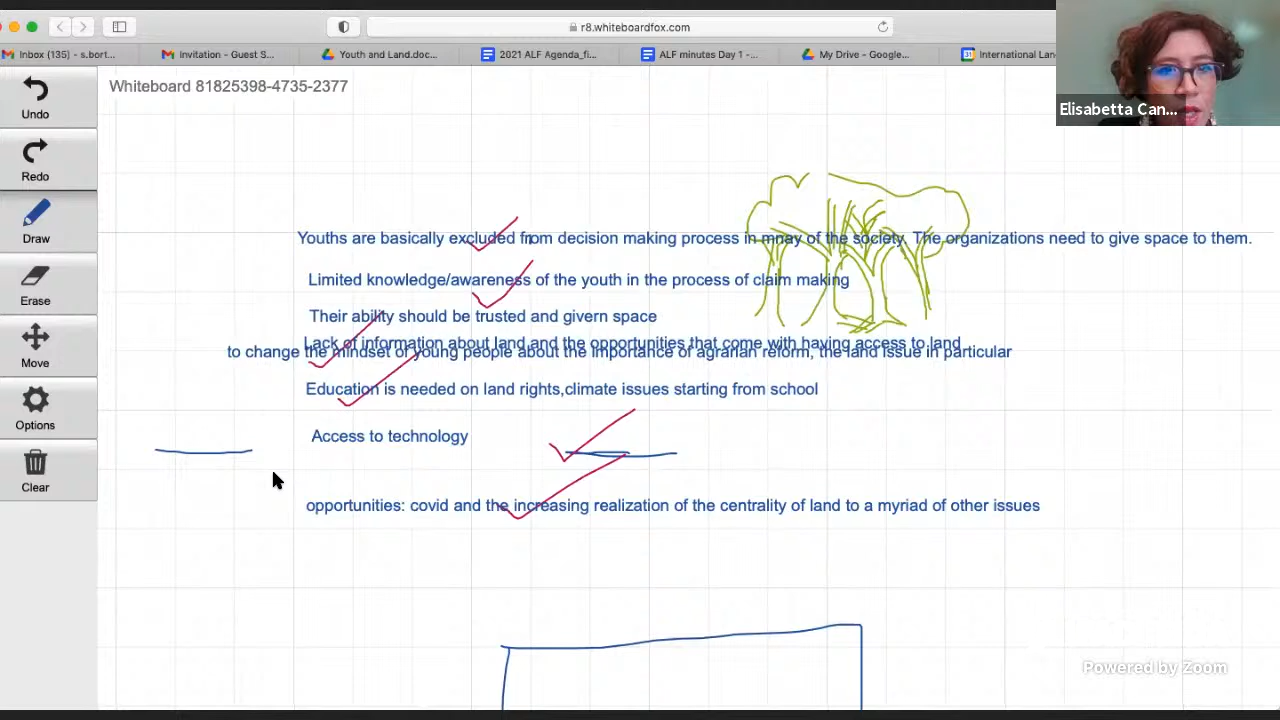 r8.whiteboardfox.com
Inbox (135) - s.bort...
Invitation - Guest S...
Youth and Land.doc...
2021 ALF Agenda_fi...
ALF minutes Day 1 -...
My Drive - Google...
International Lan
Elisabetta Can...
Whiteboard 81825398-4735-2377
Undo
Redo
Draw
Erase
Move
Options
Clear
Youths are basically excluded from decision making process in mnay of the society. The organizations need to give space to them.
Limited knowledge/awareness of the youth in the process of claim making
Their ability should be trusted and givern space
Lack of information about land and the opportunities that come with having access to land
to change the mindset of young people about the importance of agrarian reform, the land issue in particular
Education is needed on land rights,climate issues starting from school
Access to technology
opportunities: covid and the increasing realization of the centrality of land to a myriad of other issues
Powered by Zoom